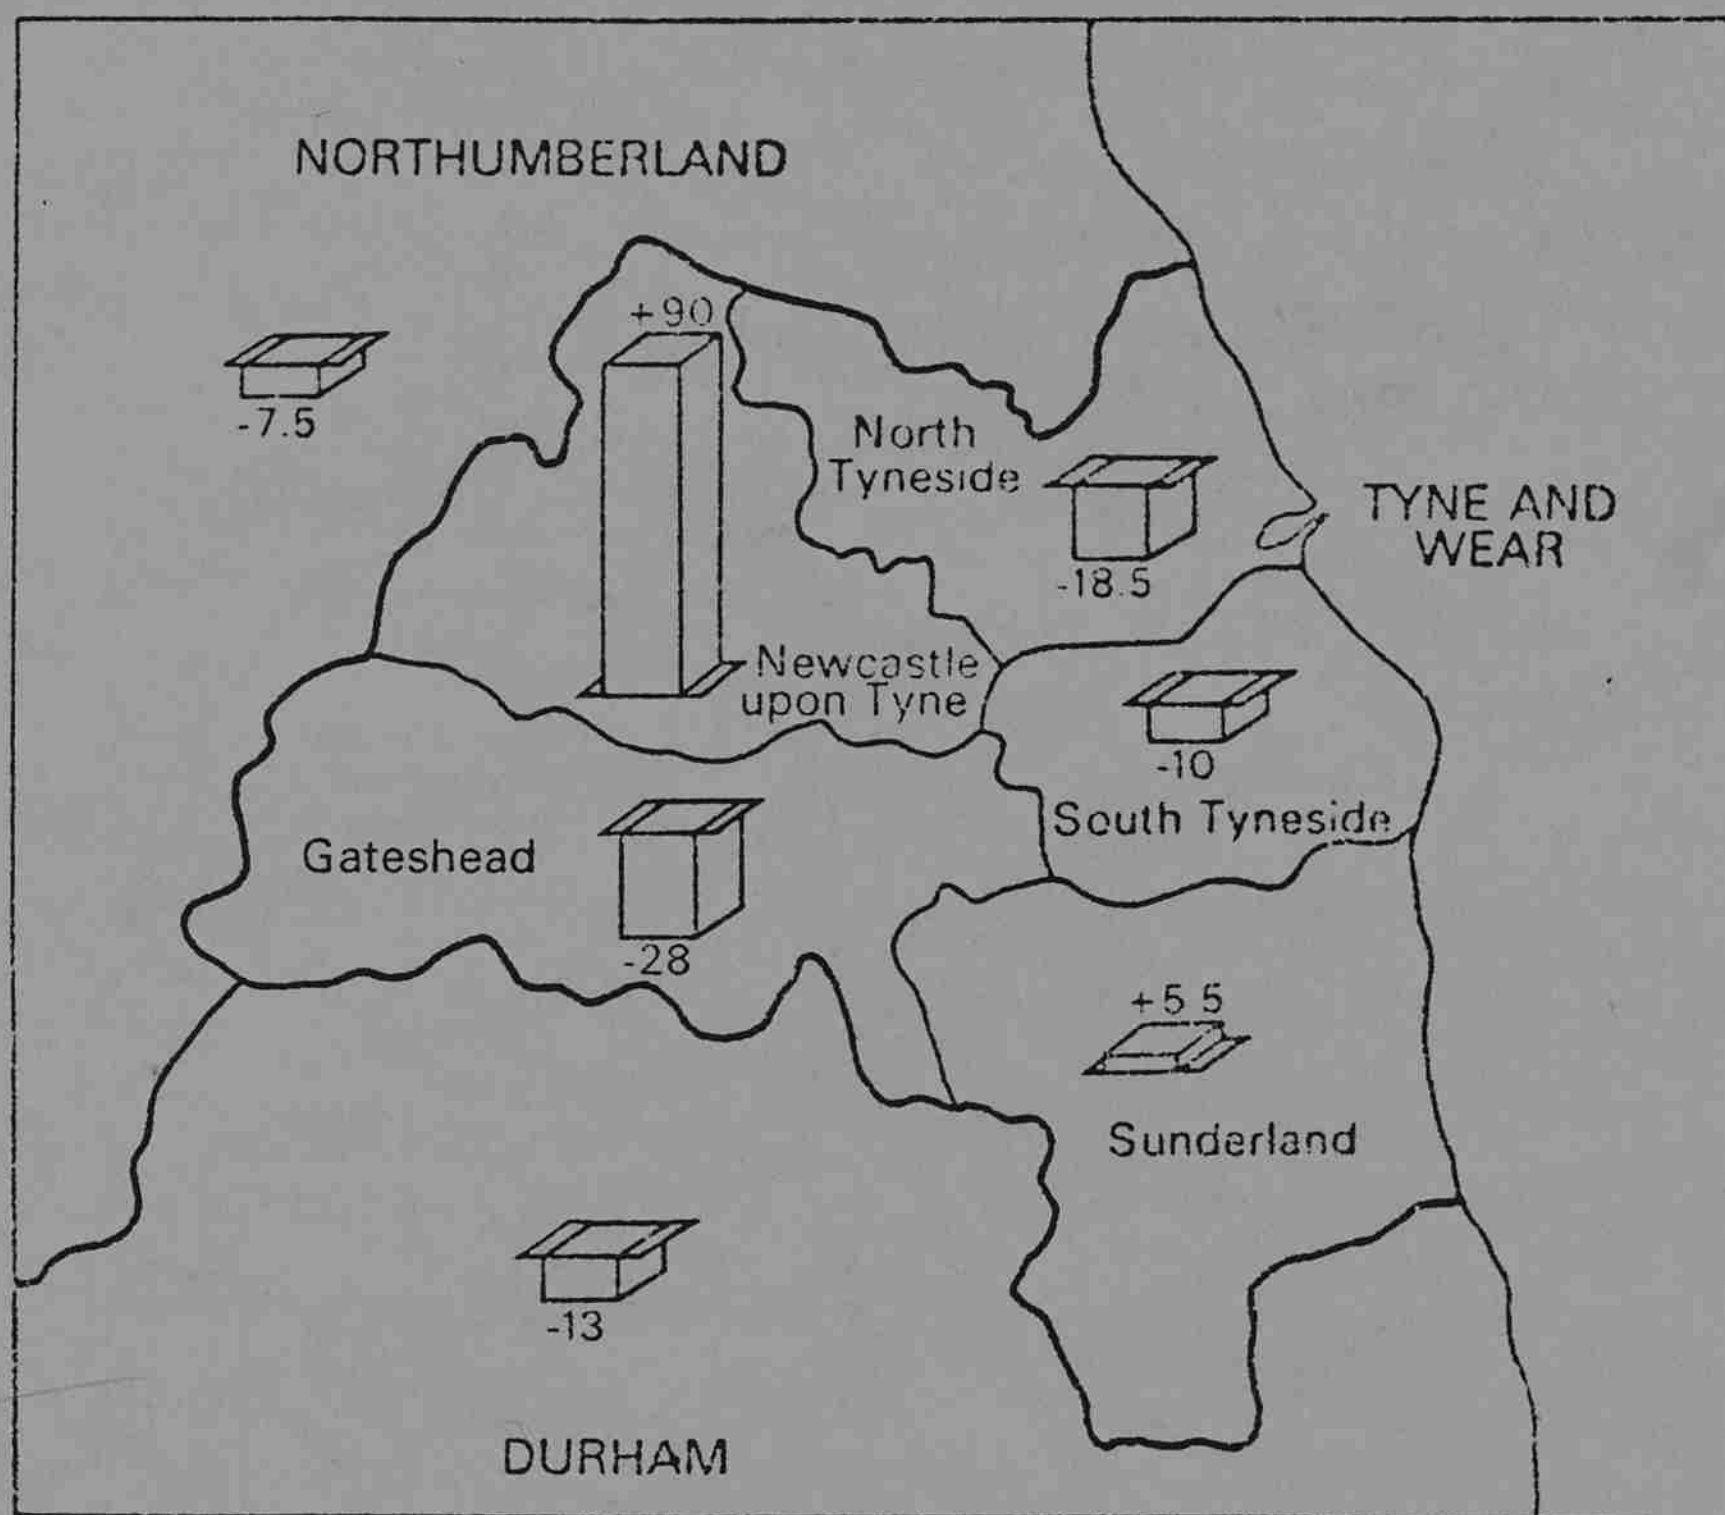 NORTHUMBERLAND
+90
-7.5
North
Tyneside
-18.5
TYNE AND
WEAR
Newcastle
upon Tyne
-10
South Tyneside
Gateshead
-28
+5 5
Sunderland
-13
DURHAM